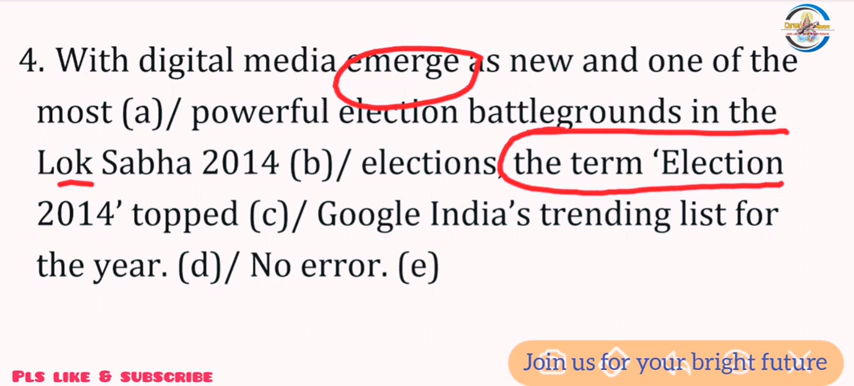 4. With digital media emerge as new and one of the
most (a)/ powerful election battlegrounds in the
Lok Sabha 2014 (b)/ elections, the term ‘Election
2014’ topped (c)/ Google India’s trending list for
the year. (d)/ No error. (e)
Join us for your bright future
PLS LIKE & SUBSCRIBE